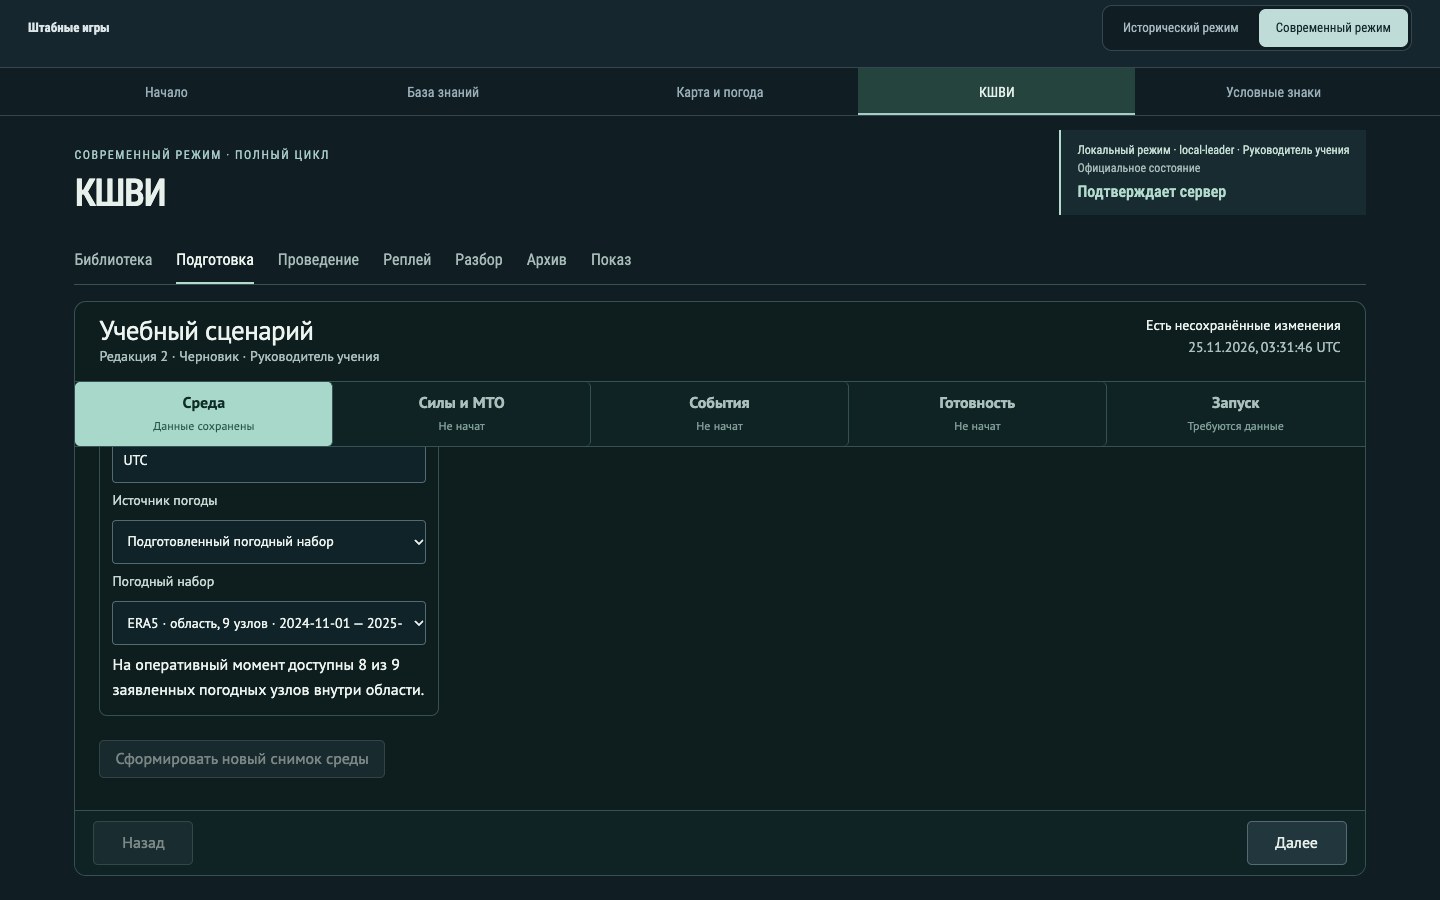 Штабные игры
Исторический режим
Современный режим
Начало
База знаний
Карта и погода
КШВИ
Условные знаки
СОВРЕМЕННЫЙ РЕЖИМ · ПОЛНЫЙ ЦИКЛ
КШВИ
Локальный режим · local-leader · Руководитель учения
Официальное состояние
Подтверждает сервер
Библиотека
Подготовка
Проведение
Реплей
Разбор
Архив
Показ
Учебный сценарий
Редакция 2 · Черновик · Руководитель учения
Есть несохранённые изменения
25.11.2026, 03:31:46 UTC
Среда
Данные сохранены
Силы и МТО
Не начат
События
Не начат
Готовность
Не начат
Запуск
Требуются данные
UTC
Источник погоды
Подготовленный погодный набор
Погодный набор
ERA5 · область, 9 узлов · 2024-11-01 — 2025-
На оперативный момент доступны 8 из 9
заявленных погодных узлов внутри области.
Сформировать новый снимок среды
Назад
Далее